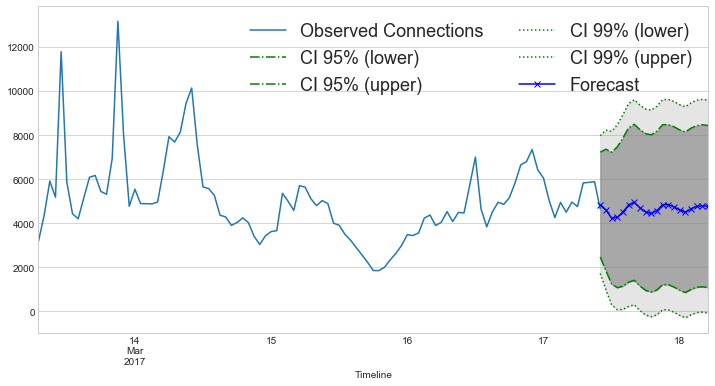 Observed Connections
CI 95% (lower)
CI 95% (upper)
CI 99% (lower)
CI 99% (upper)
Forecast
12000
10000
8000
6000
4000
2000
0
14
Mar
2017
15
16
17
18
Timeline